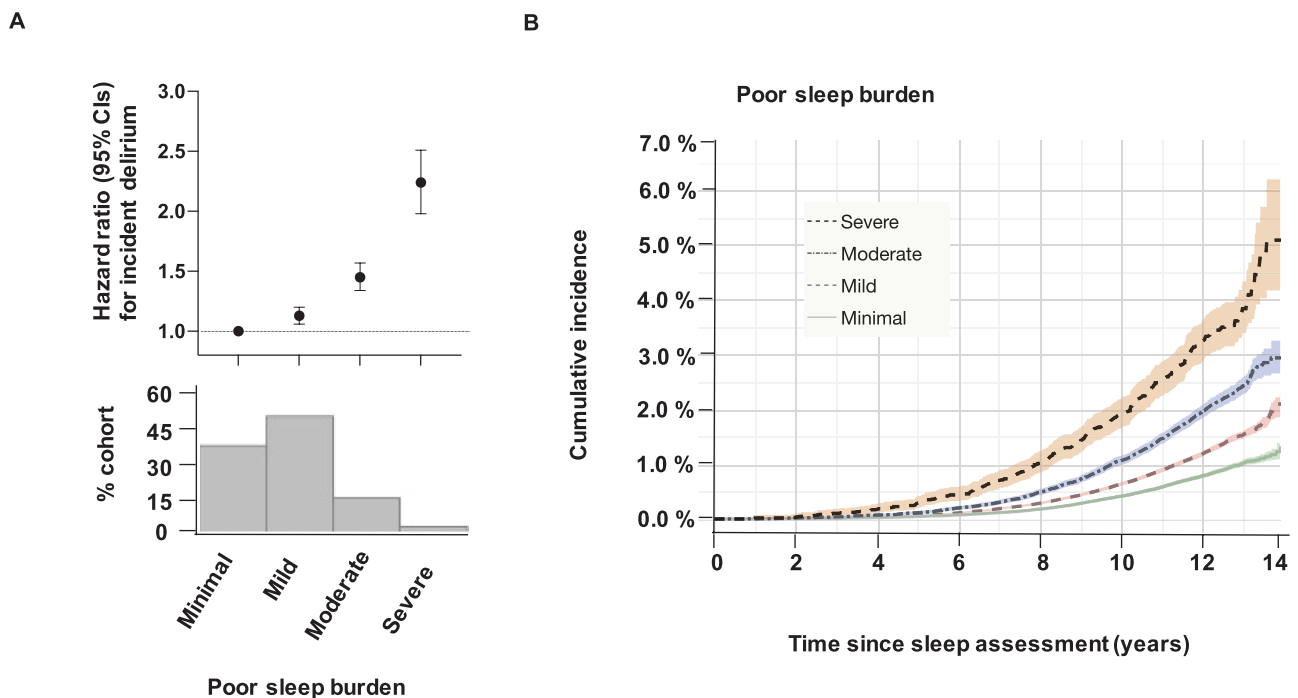 A
Hazard ratio (95% CIs)
for incident delirium
3.0
2.5
2.0
1.5
1.0
% cohort
60
45
30
15
0
Minimal
Mild
Moderate
Severe
Poor sleep burden
B
Poor sleep burden
Cumulative incidence
7.0 %
6.0 %
5.0 %
4.0 %
3.0 %
2.0 %
1.0 %
0.0 %
Severe
Moderate
Mild
Minimal
0 2 4 6 8 10 12 14
Time since sleep assessment (years)